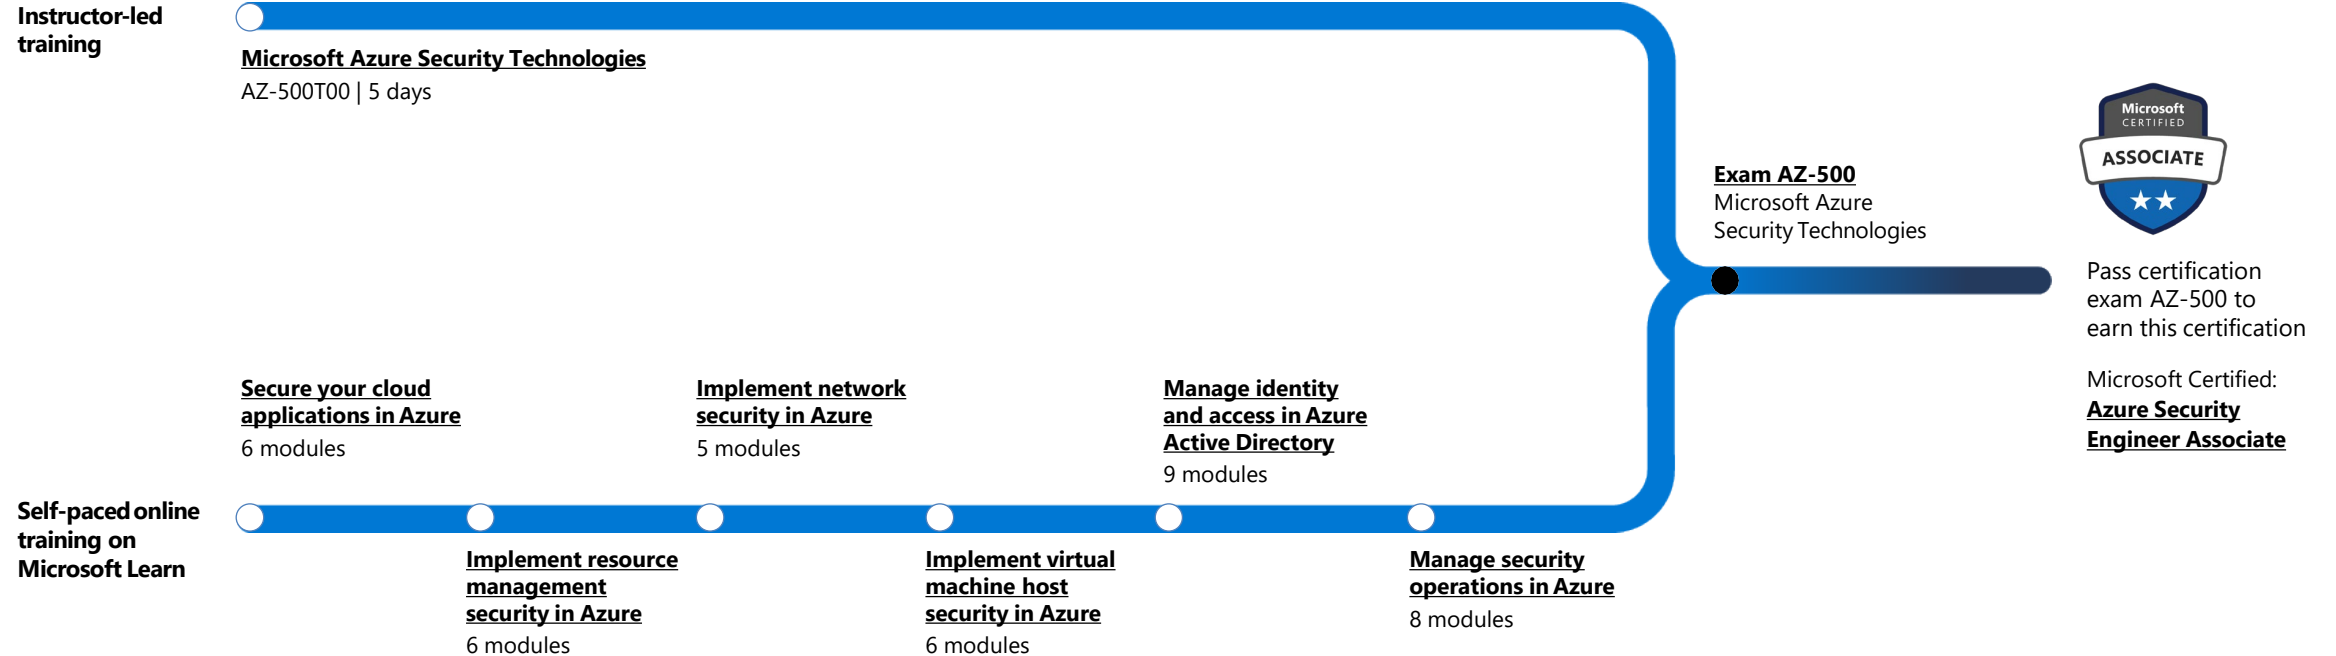 Instructor-led
training
Microsoft Azure Security Technologies
AZ-500T00 | 5 days
Microsoft
CERTIFIED
ASSOCIATE
Exam AZ-500
Microsoft Azure
Security Technologies
Pass certification
exam AZ-500 to
earn this certification
Microsoft Certified:
Azure Security
Engineer Associate
Secure your cloud
applications in Azure
6 modules
Implement network
security in Azure
5 modules
Manage identity
and access in Azure
Active Directory
9 modules
Self-paced online
training on
Microsoft Learn
Implement resource
management
security in Azure
6 modules
Implement virtual
machine host
security in Azure
6 modules
Manage security
operations in Azure
8 modules